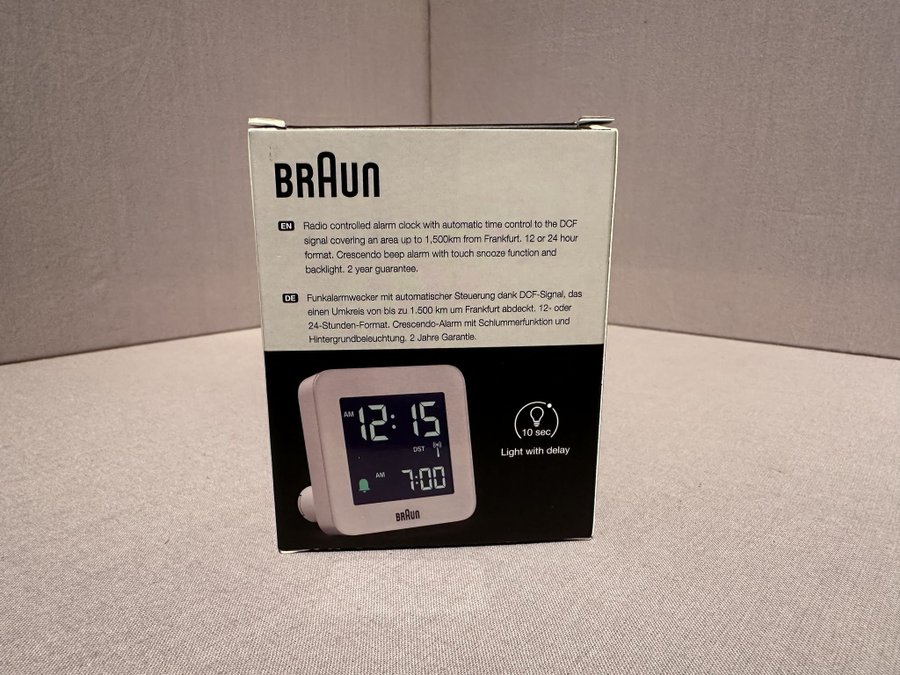 BRAUN
EN Radio controlled alarm clock with automatic time control to the DCF
signal covering an area up to 1,500km from Frankfurt. 12 or 24 hour
format. Crescendo beep alarm with touch snooze function and
backlight. 2 year guarantee.
DE Funkalarmwecker mit automatischer Steuerung dank DCF-Signal, das
einen Umkreis von bis zu 1.500 km um Frankfurt abdeckt. 12- oder
24-Stunden-Format. Crescendo-Alarm mit Schlummerfunktion und
Hintergrundbeleuchtung. 2 Jahre Garantie.
AM 12:15
DST
AM 7:00
BRAUN
10 sec
Light with delay